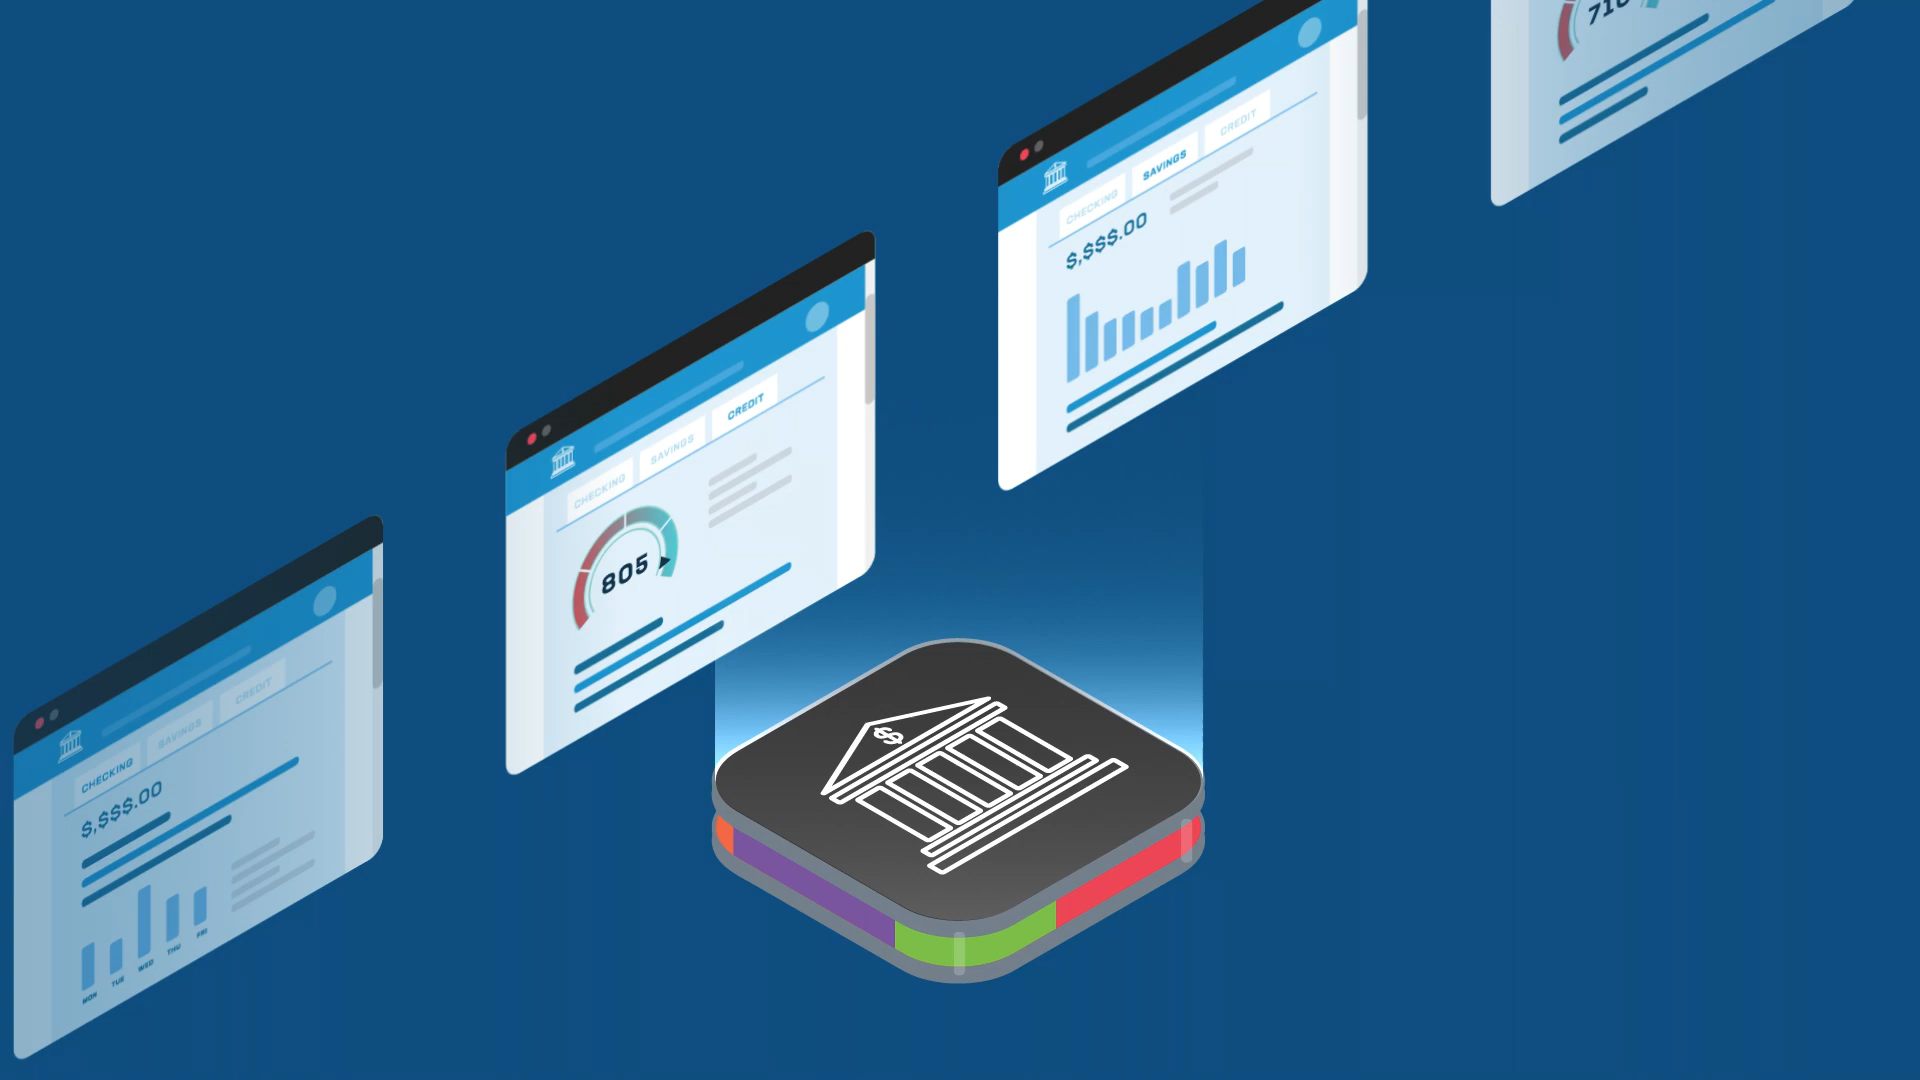 CHECKING
SAVINGS
CREDIT
$,$$$.00
MON
TUE
WED
THU
FRI
CHECKING
SAVINGS
CREDIT
805
CHECKING
SAVINGS
CREDIT
$,$$$.00
$